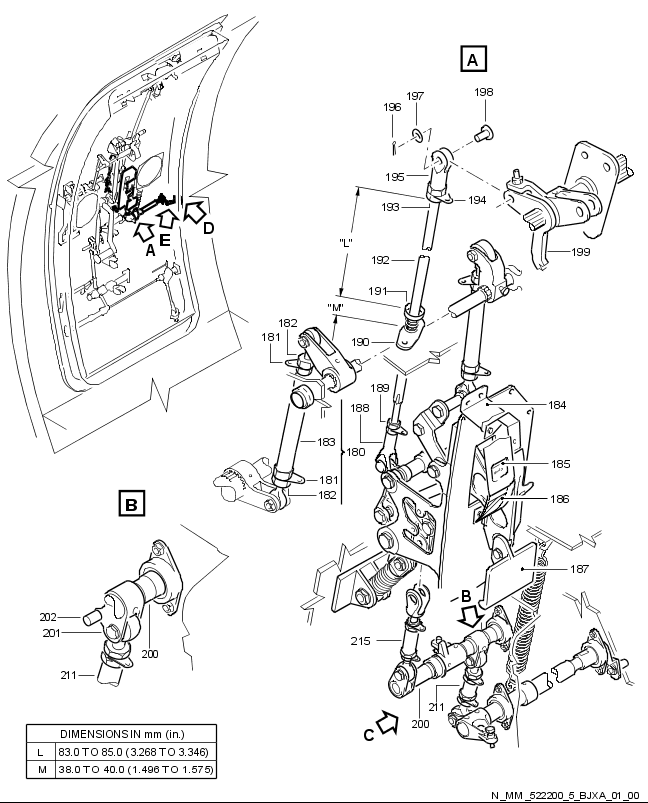 A
198
197
196
195
194
193
"L"
192
199
191
"M"
182
181
190
189
184
188
183
180
185
181
182
186
B
187
B
202
201
200
215
211
211
200
C
A
E
D
DIMENSIONS IN mm (in.)
L 83.0 TO 85.0 (3.268 TO 3.346)
M 38.0 TO 40.0 (1.496 TO 1.575)
N_MM_522200_5_BJXA_01_00